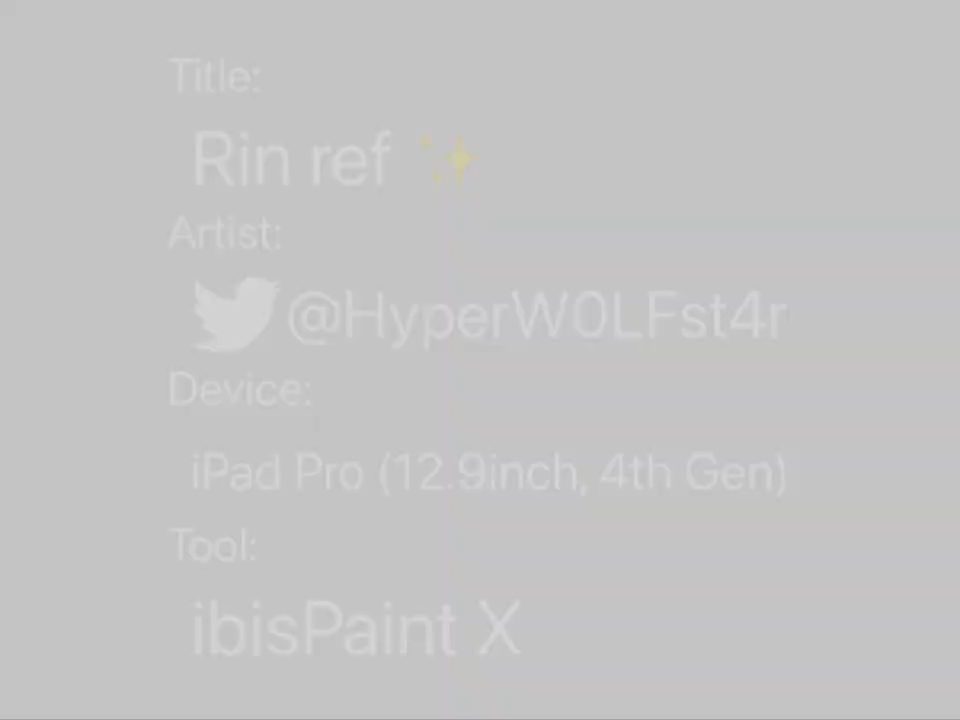 Title:
Rin ref ✨
Artist:
@HyperW0LFst4r
Device:
iPad Pro (12.9inch, 4th Gen)
Tool:
ibisPaint X